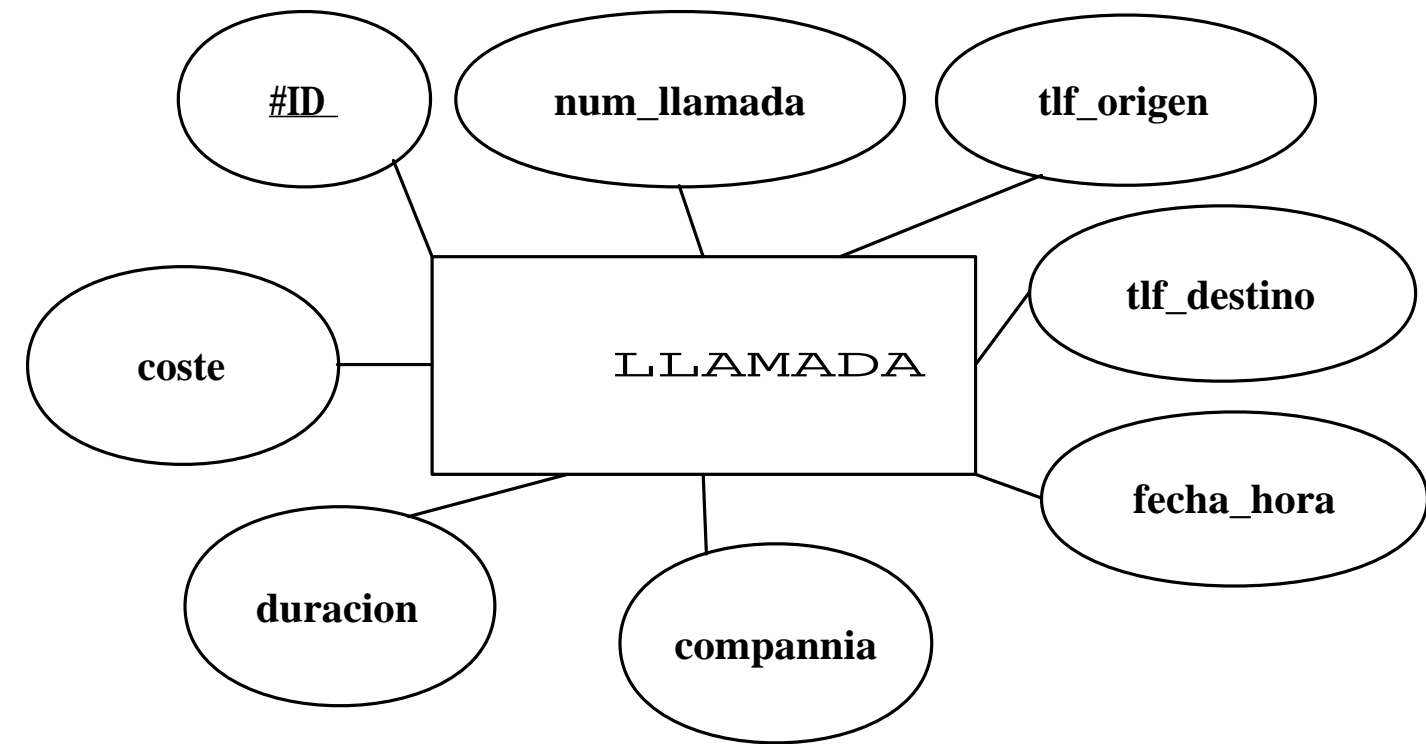 #ID
num_llamada
tlf_origen
tlf_destino
coste
LLAMADA
fecha_hora
duracion
compannia